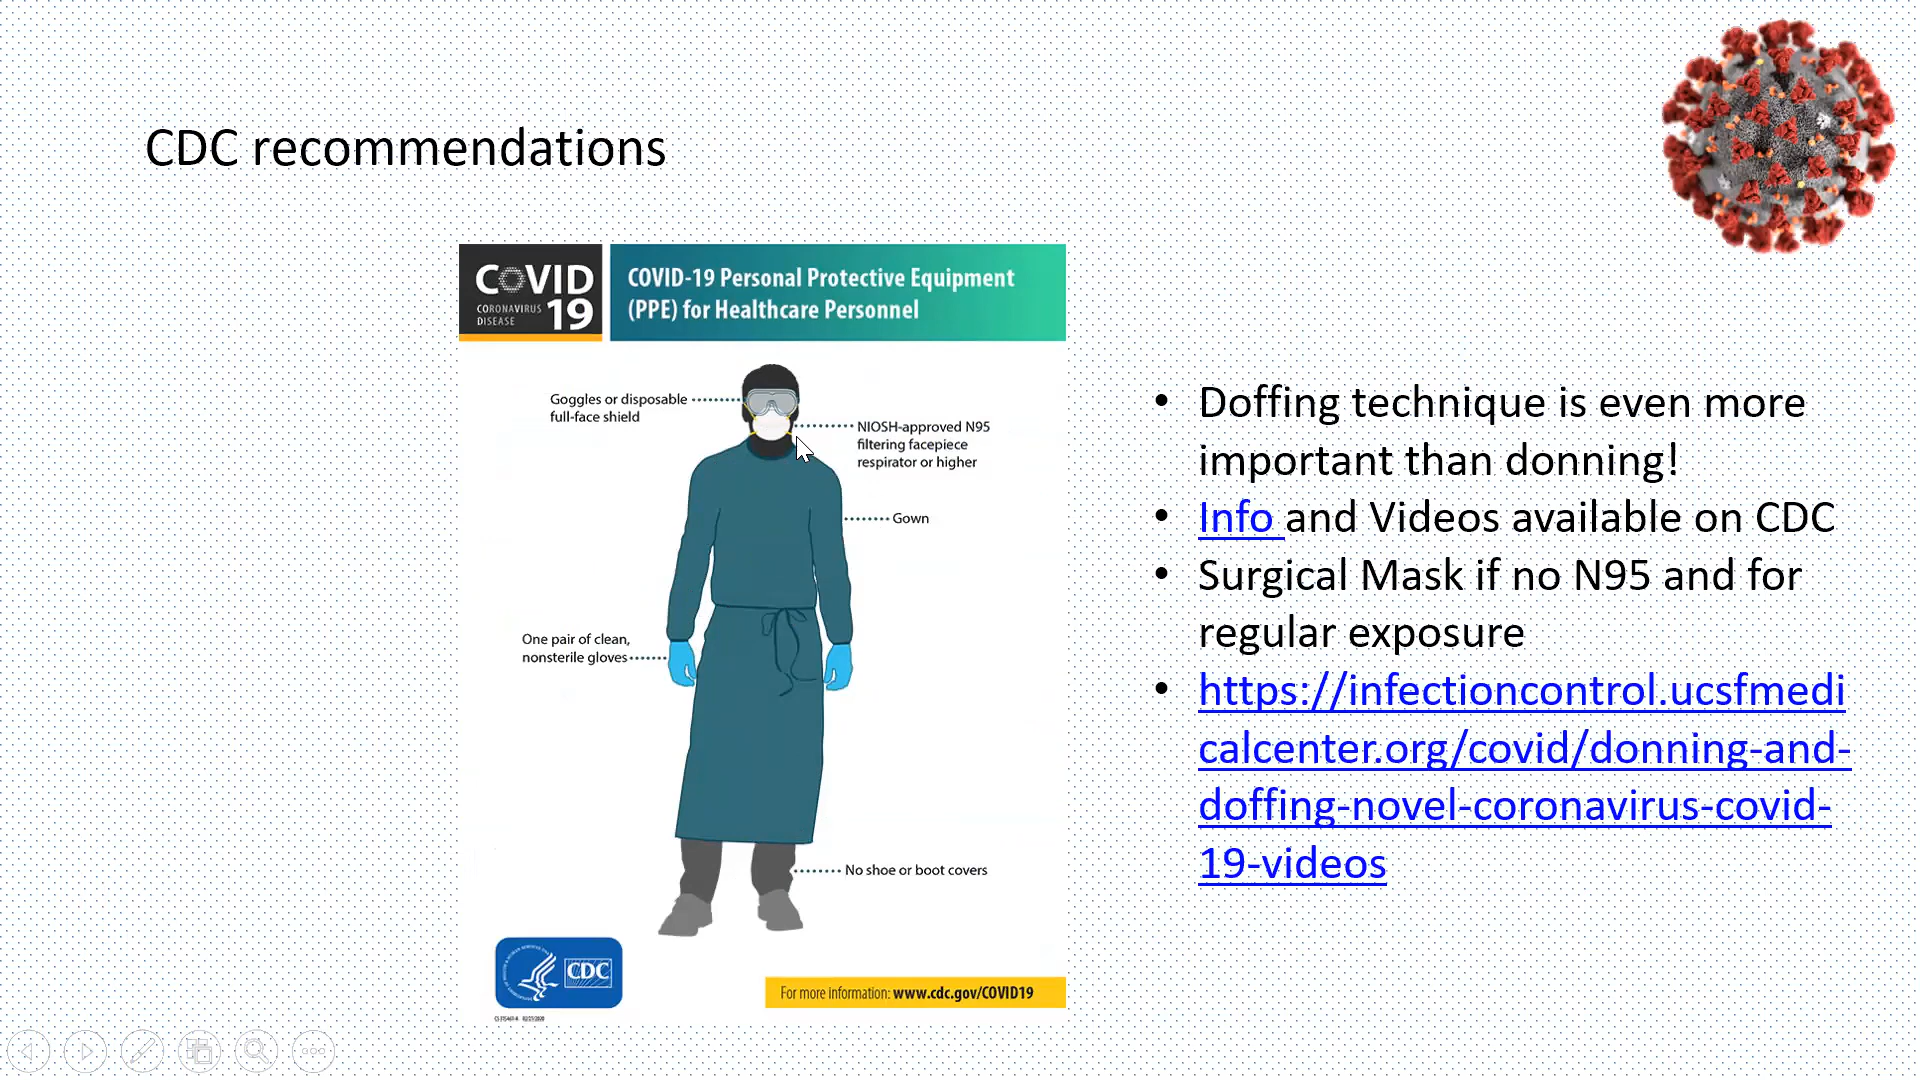 CDC recommendations
COVID
CORONAVIRUS
DISEASE
19
COVID-19 Personal Protective Equipment
(PPE) for Healthcare Personnel
Goggles or disposable
full-face shield
NIOSH-approved N95
filtering facepiece
respirator or higher
Gown
One pair of clean,
nonsterile gloves
No shoe or boot covers
CDC
For more information: www.cdc.gov/COVID19
• Doffing technique is even more
important than donning!
• Info and Videos available on CDC
• Surgical Mask if no N95 and for
regular exposure
• https://infectioncontrol.ucsfmedi
calcenter.org/covid/donning-and-
doffing-novel-coronavirus-covid-
19-videos